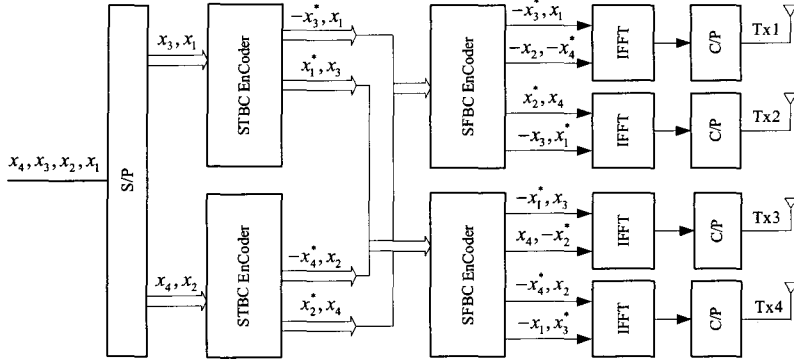 x₄, x₃, x₂, x₁
S/P
x₃, x₁
x₄, x₂
STBC EnCoder
STBC EnCoder
−x₃*, x₁
x₁*, x₃
−x₄*, x₂
x₂*, x₄
SFBC EnCoder
SFBC EnCoder
−x₃*, x₁
−x₂, −x₄*
x₂*, x₄
−x₃, x₁*
−x₁*, x₃
x₄, −x₂*
−x₄*, x₂
−x₁, x₃*
IFFT
IFFT
IFFT
IFFT
C/P
C/P
C/P
C/P
Tx1
Tx2
Tx3
Tx4